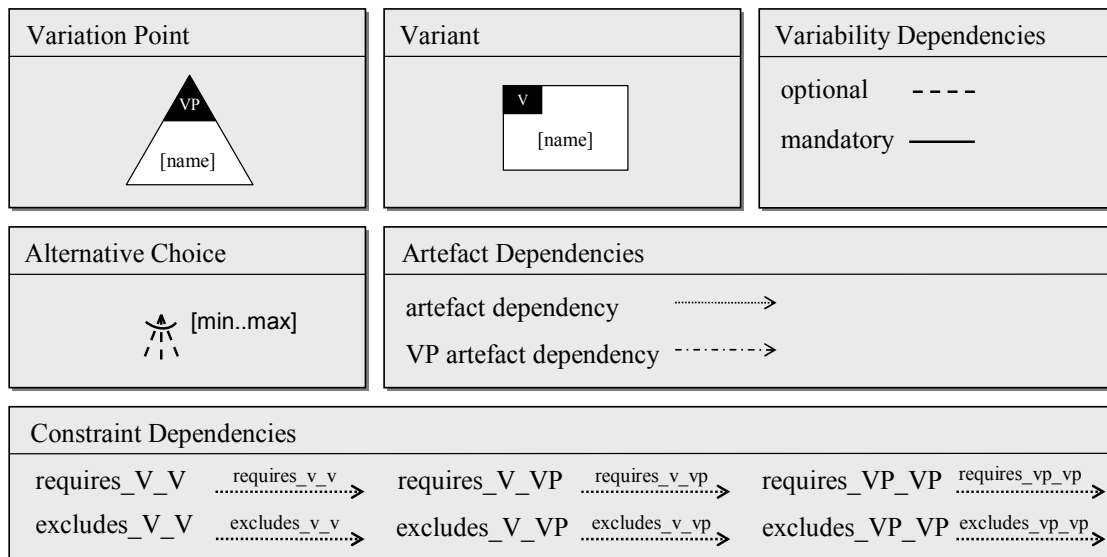 Variation Point
VP
[name]
Variant
V
[name]
Variability Dependencies
optional
mandatory
Alternative Choice
[min..max]
Artefact Dependencies
artefact dependency
VP artefact dependency
Constraint Dependencies
requires_V_V requires_v_v requires_V_VP requires_v_vp requires_VP_VP requires_vp_vp
excludes_V_V excludes_v_v excludes_V_VP excludes_v_vp excludes_VP_VP excludes_vp_vp